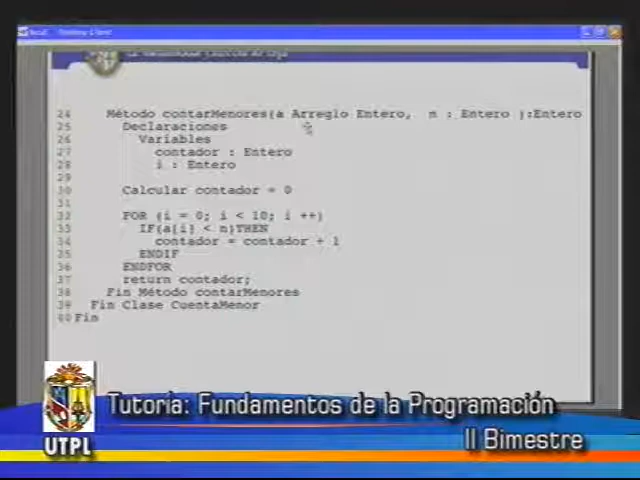 24 Método contarMenores(a Arreglo Entero, n : Entero ):Entero
25 Declaraciones
26 Variables
27 contador : Entero
28 i : Entero
29
30 Calcular contador = 0
31
32 FOR (i = 0; i < 10; i ++)
33 IF(a[i] < n)THEN
34 contador = contador + 1
35 ENDIF
36 ENDFOR
37 return contador;
38 Fin Método contarMenores
39 Fin Clase CuentaMenor
40 Fin
Tutoría: Fundamentos de la Programación
II Bimestre
UTPL